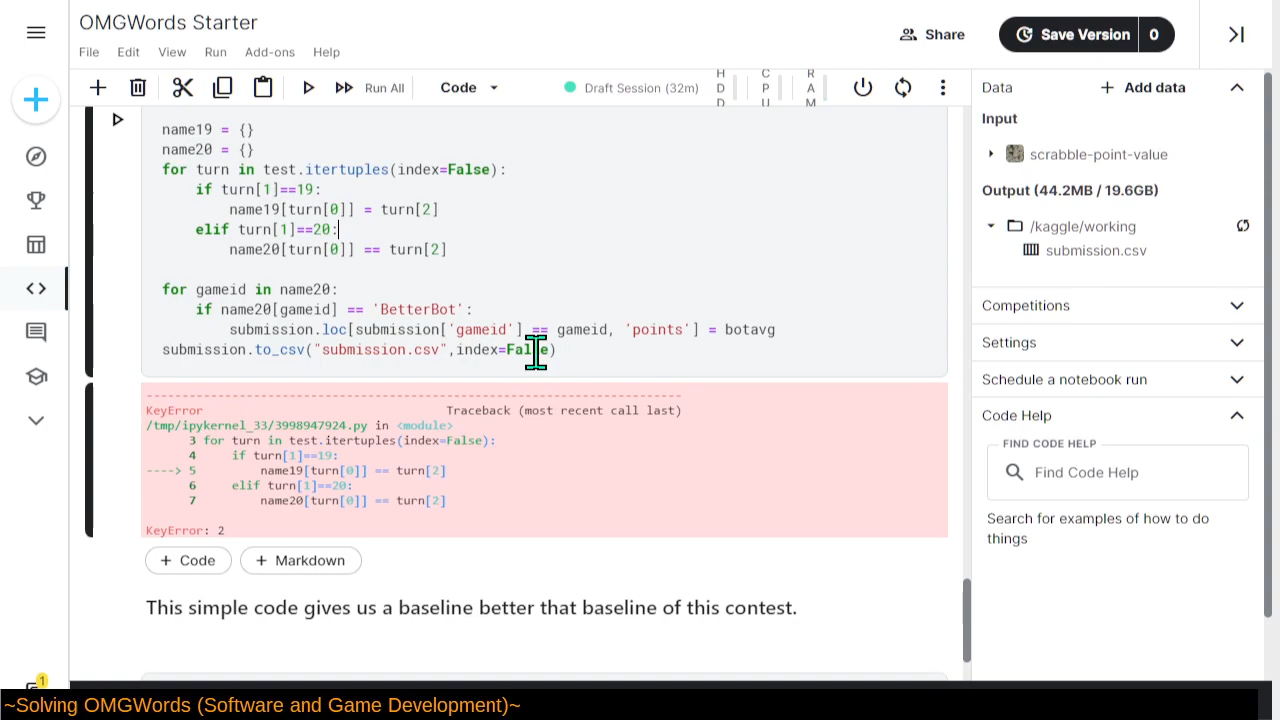 OMGWords Starter
File Edit View Run Add-ons Help
Share
Save Version 0
Run All
Code
Draft Session (32m)
HDD
CPU
RAM
name19 = {}
name20 = {}
for turn in test.itertuples(index=False):
    if turn[1]==19:
        name19[turn[0]] = turn[2]
    elif turn[1]==20:
        name20[turn[0]] == turn[2]
for gameid in name20:
    if name20[gameid] == 'BetterBot':
        submission.loc[submission['gameid'] == gameid, 'points'] = botavg
submission.to_csv("submission.csv",index=False)
---------------------------------------------------------------------------
KeyError Traceback (most recent call last)
/tmp/ipykernel_33/3998947924.py in <module>
      3 for turn in test.itertuples(index=False):
      4     if turn[1]==19:
----> 5         name19[turn[0]] == turn[2]
      6     elif turn[1]==20:
      7         name20[turn[0]] == turn[2]
KeyError: 2
+ Code + Markdown
This simple code gives us a baseline better that baseline of this contest.
Data
+ Add data
Input
scrabble-point-value
Output (44.2MB / 19.6GB)
/kaggle/working
submission.csv
Competitions
Settings
Schedule a notebook run
Code Help
FIND CODE HELP
Find Code Help
Search for examples of how to do
things
1
~Solving OMGWords (Software and Game Development)~